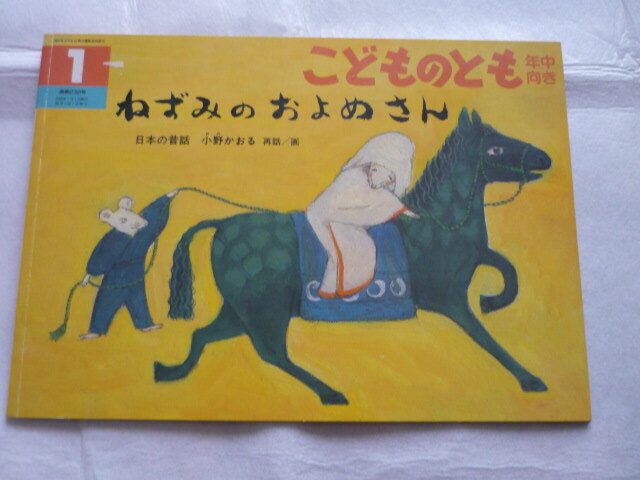 1
こどものとも 年中向き
ねずみのおよめさん
日本の昔話 小野かおる 再話/画